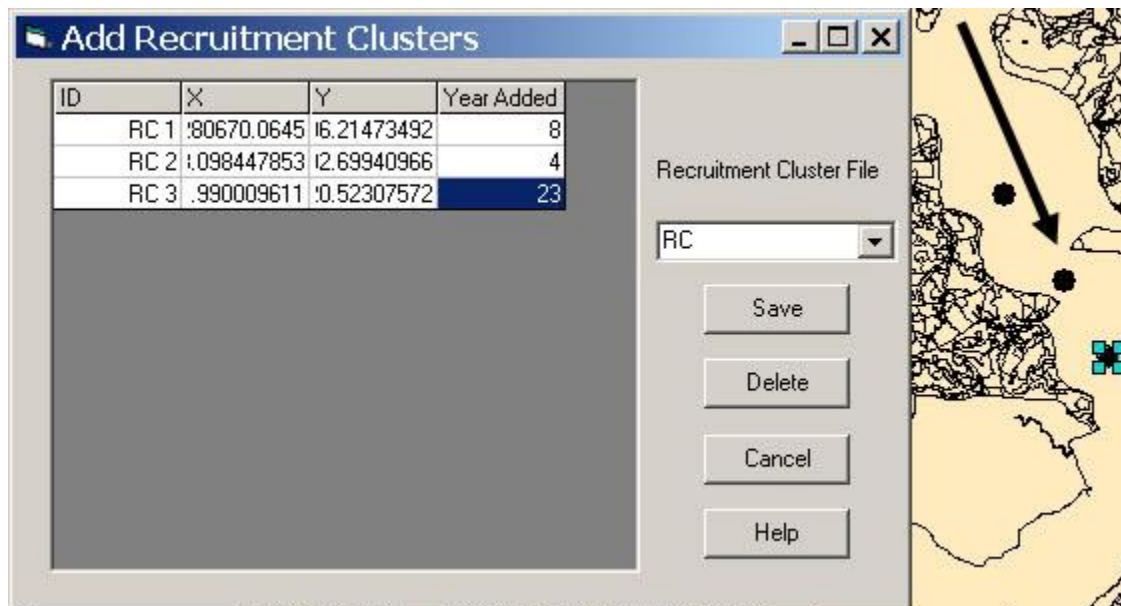 Add Recruitment Clusters
ID X Y Year Added
RC 1 80670.0645 6.21473492 8
RC 2 .098447853 2.69940966 4
RC 3 .990009611 0.52307572 23
Recruitment Cluster File
RC
Save
Delete
Cancel
Help